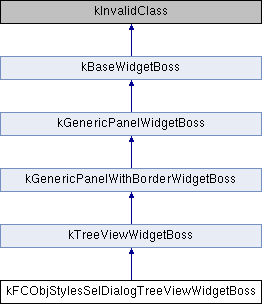 kInvalidClass
kBaseWidgetBoss
kGenericPanelWidgetBoss
kGenericPanelWithBorderWidgetBoss
kTreeViewWidgetBoss
kFCObjStylesSelDialogTreeViewWidgetBoss